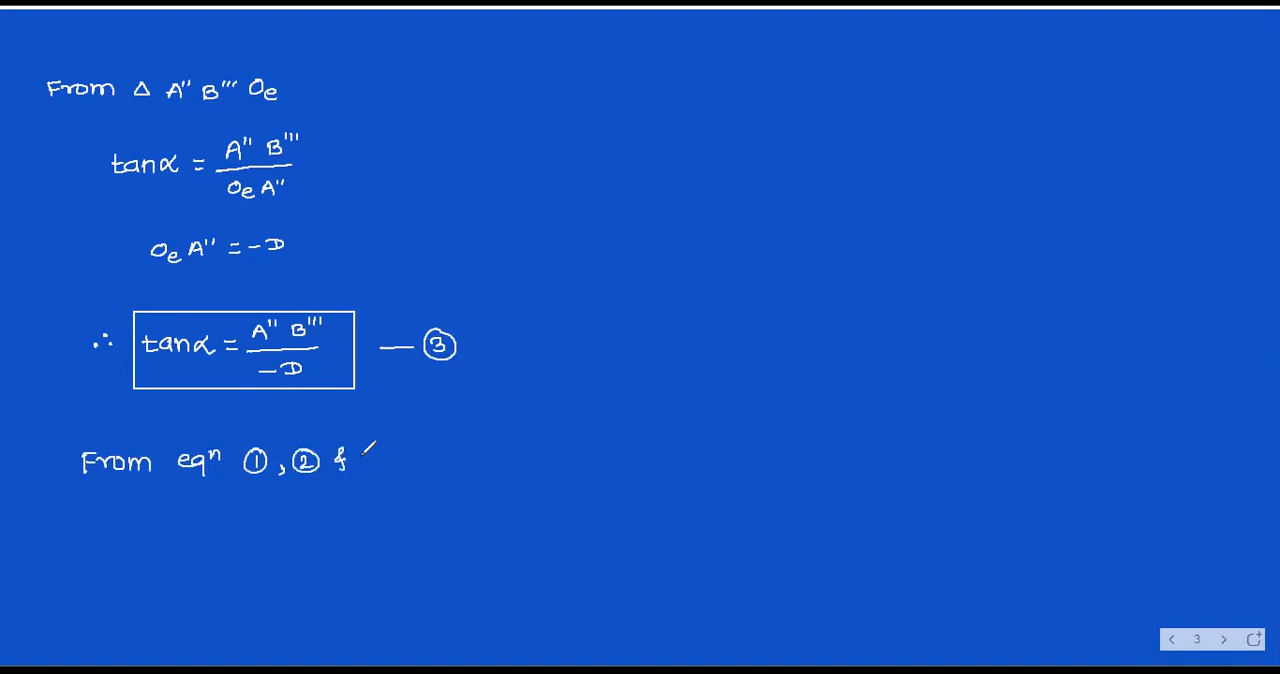 From Δ A'' B''' Oe
tanα = A'' B''' / Oe A''
Oe A'' = -D
∴ tanα = A'' B''' / -D — ③
From eqⁿ ①, ② &
< 3 >